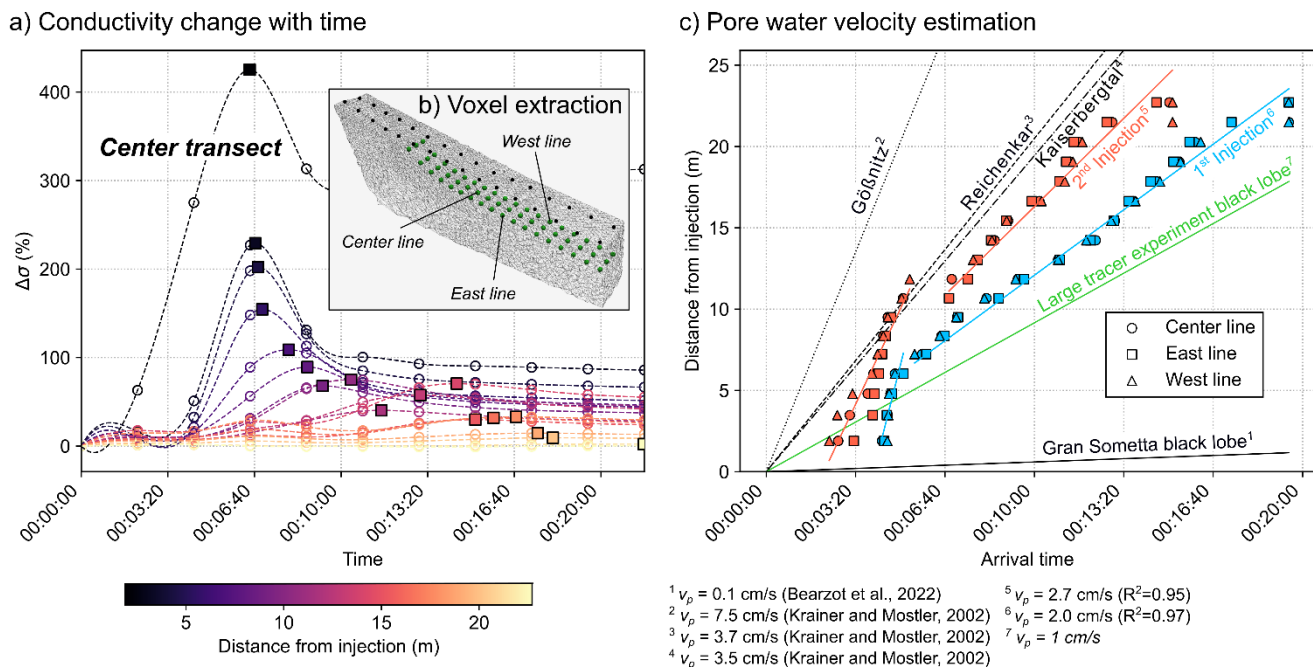 a) Conductivity change with time
c) Pore water velocity estimation
Δσ (%)
400
300
200
100
0
Center transect
b) Voxel extraction
West line
Center line
East line
00:00:00
00:03:20
00:06:40
00:10:00
00:13:20
00:16:40
00:20:00
Time
5
10
15
20
Distance from injection (m)
Distance from injection (m)
25
20
15
10
5
0
Gößnitz²
Reichenkar³
Kaiserbergtal⁴
2nd Injection⁵
1st Injection⁶
Large tracer experiment black lobe⁷
Center line
East line
West line
Gran Sometta black lobe¹
00:00:00
00:03:20
00:06:40
00:10:00
00:13:20
00:16:40
00:20:00
Arrival time
¹ vₚ = 0.1 cm/s (Bearzot et al., 2022)
² vₚ = 7.5 cm/s (Krainer and Mostler, 2002)
³ vₚ = 3.7 cm/s (Krainer and Mostler, 2002)
⁴ vₚ = 3.5 cm/s (Krainer and Mostler, 2002)
⁵ vₚ = 2.7 cm/s (R²=0.95)
⁶ vₚ = 2.0 cm/s (R²=0.97)
⁷ vₚ = 1 cm/s